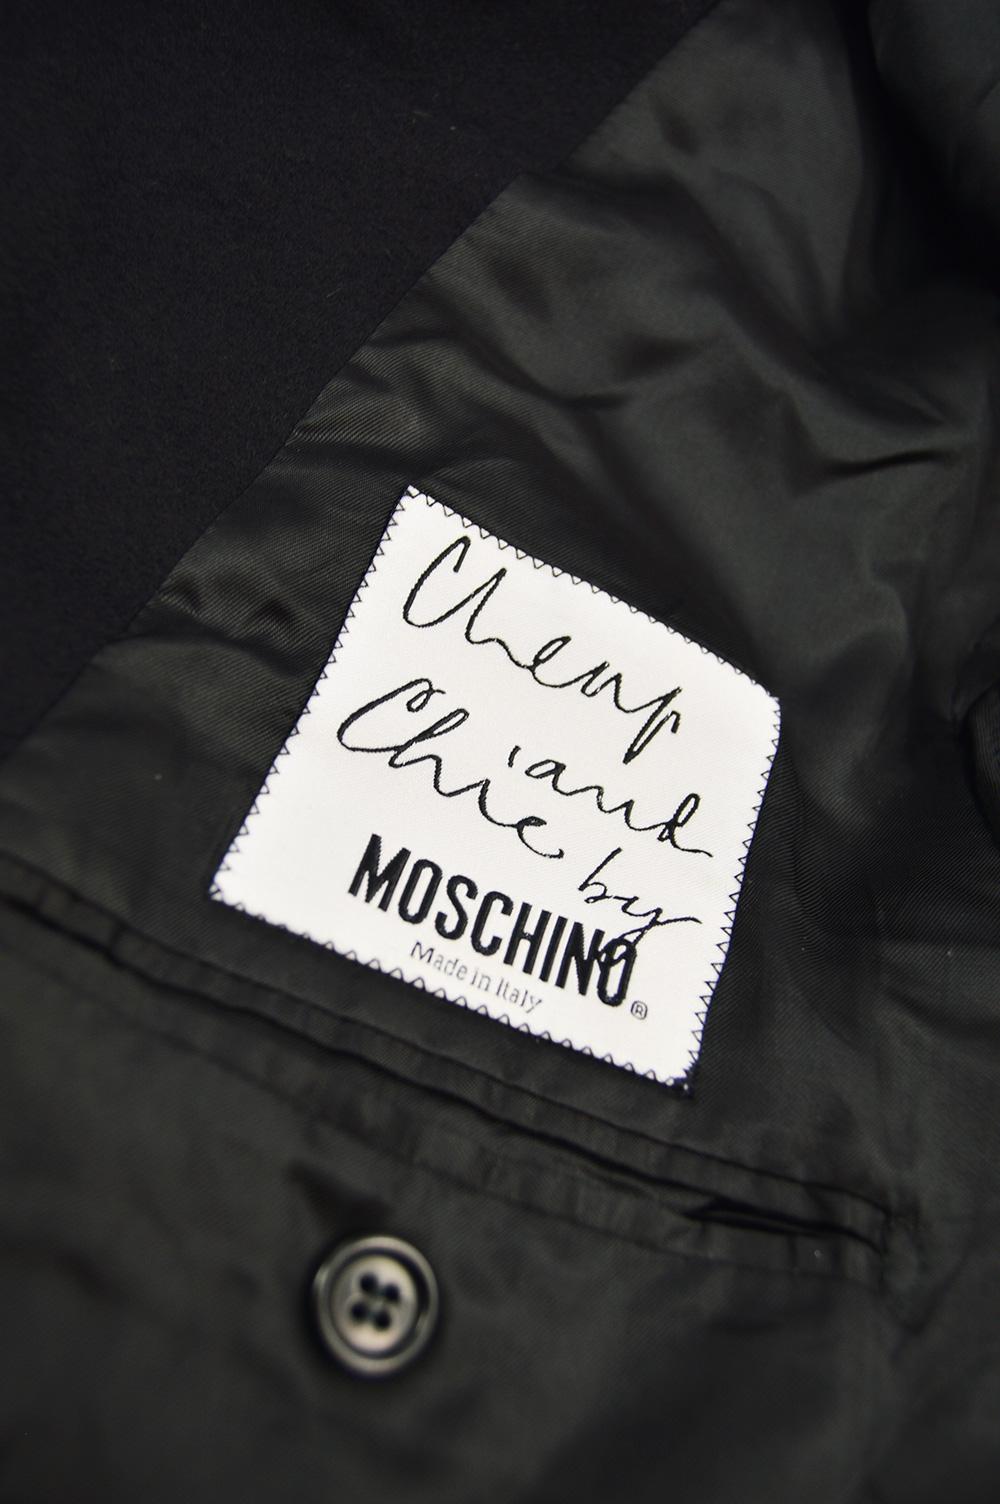 Cheap
and
Chic
by
MOSCHINO®
Made in Italy